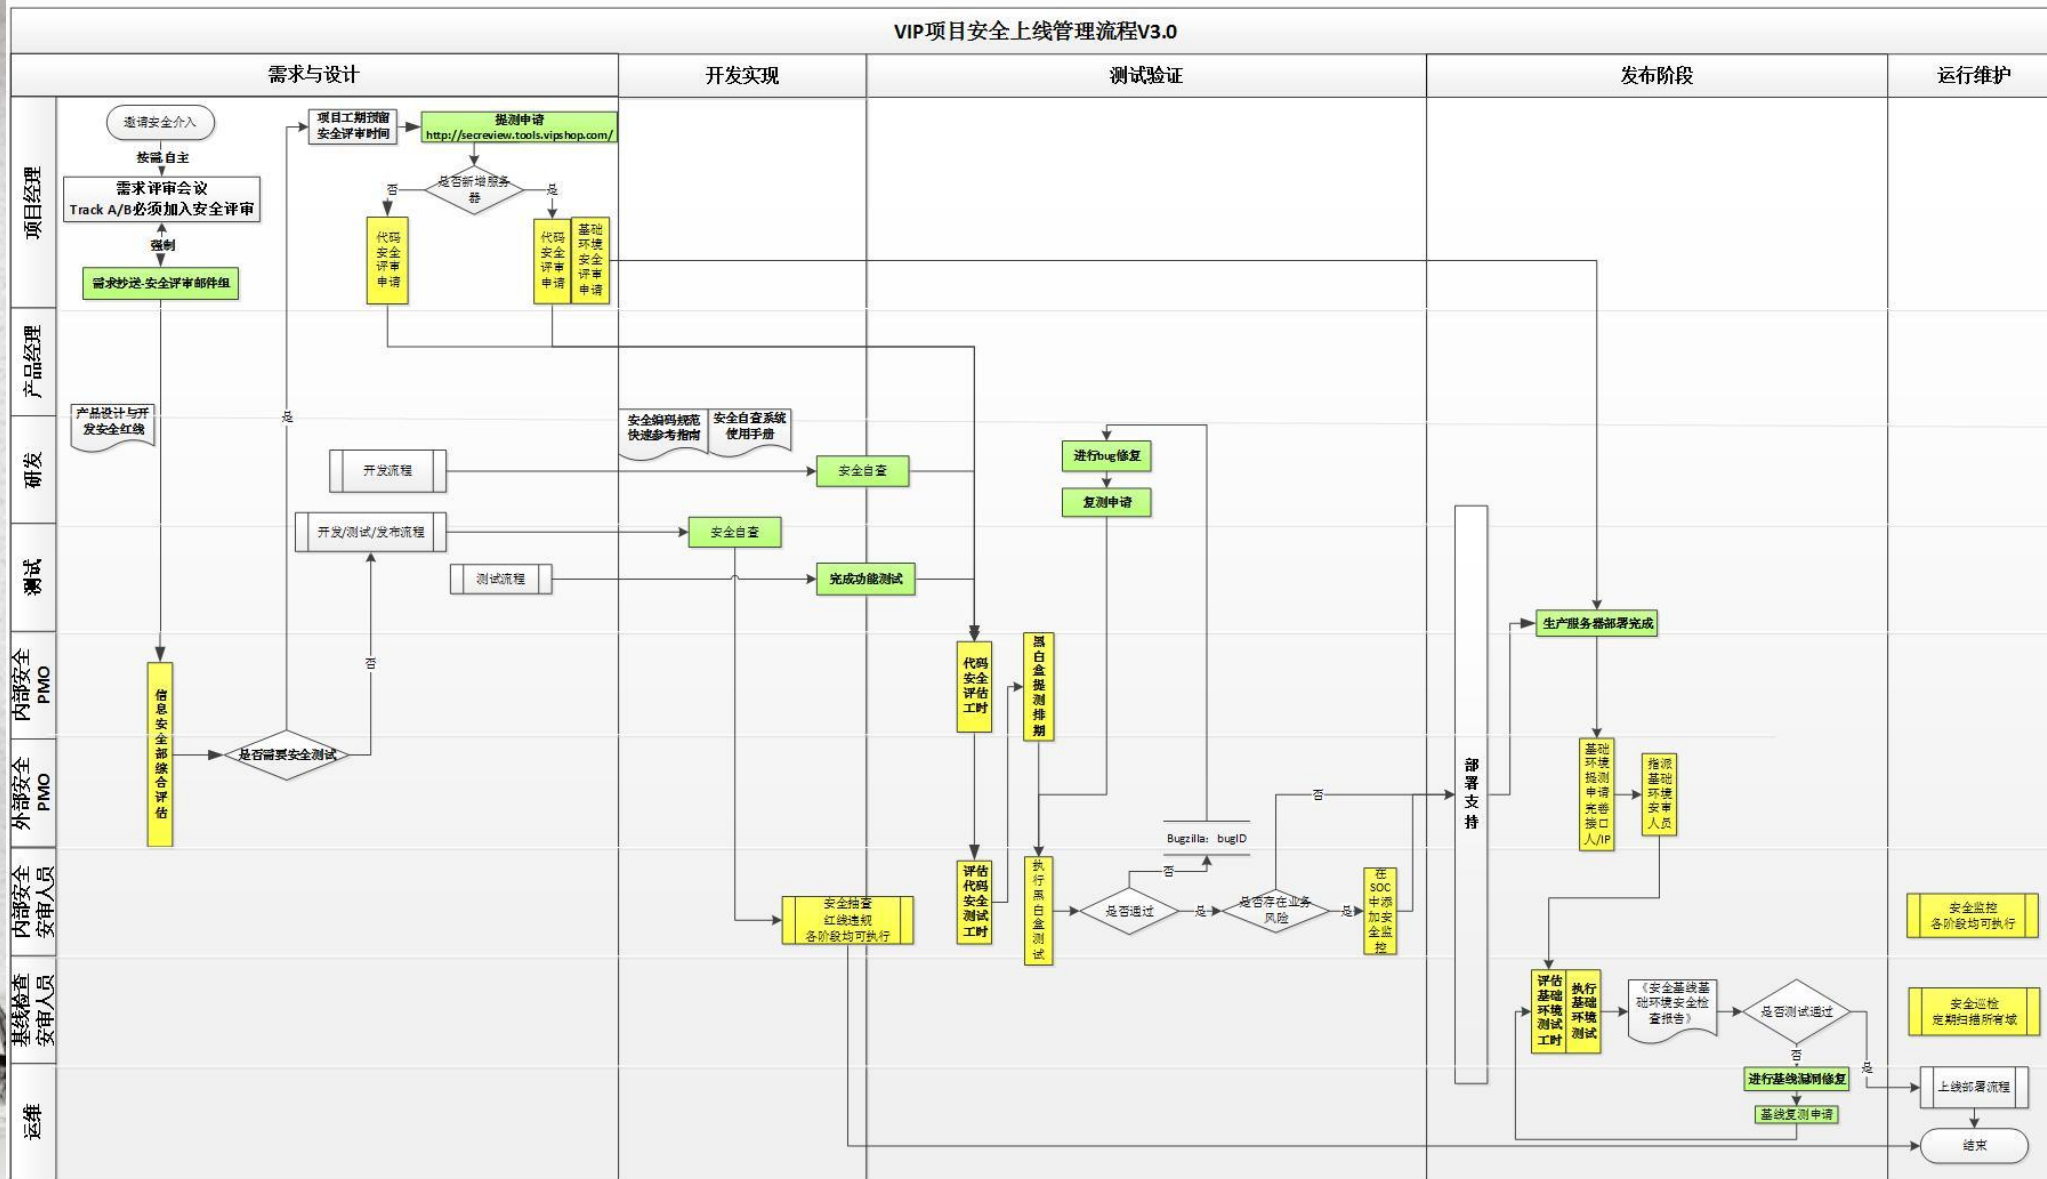 VIP项目安全上线管理流程V3.0
需求与设计
开发实现
测试验证
发布阶段
运行维护
项目经理
邀请安全介入
按需自主
需求评审会议
Track A/B必须加入安全评审
强制
需求抄送-安全评审邮件组
项目工期预留
安全评审时间
提测申请
http://secreview.tools.vipshop.com/
是否新增服务
器
否
是
代码
安全
评审
申请
代码
安全
评审
申请
基础
环境
安全
评审
申请
产品经理
产品设计与开
发安全红线
是
研发
安全编码规范
快速参考指南
安全自查系统
使用手册
开发流程
安全自查
进行bug修复
复测申请
测试
开发/测试/发布流程
安全自查
测试流程
完成功能测试
生产服务器部署完成
内部安全
PMO
信
息
安
全
部
综
合
评
估
否
代码
安全
评估
工时
黑
白
盒
提
测
排
期
外部安全
PMO
是否需要安全测试
Bugzilla：bugID
否
部
署
支
持
基础
环境
提测
申请
完善
接口
人/IP
指派
基础
环境
安审
人员
内部安全
安审人员
安全抽查
红线违规
各阶段均可执行
评估
代码
安全
测试
工时
执
行
黑
白
盒
测
试
是否通过
否
是
是否存在业务
风险
是
在
SOC
中添
加安
全监
控
安全监控
各阶段均可执行
基线检查
安审人员
评估
基础
环境
测试
工时
执行
基础
环境
测试
《安全基线基
础环境安全检
查报告》
是否测试通过
安全巡检
定期扫描所有域
否
是
运维
进行基线漏洞修复
基线复测申请
上线部署流程
结束